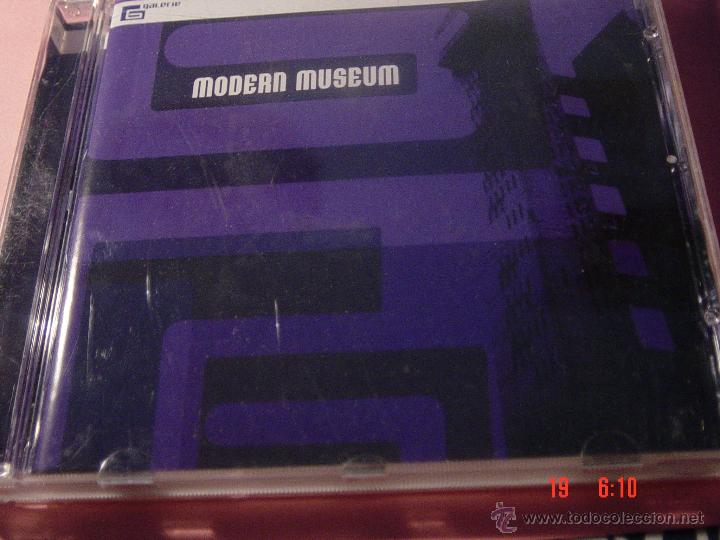 galerie
MODERN MUSEUM
19 6:10
© www.todocoleccion.net